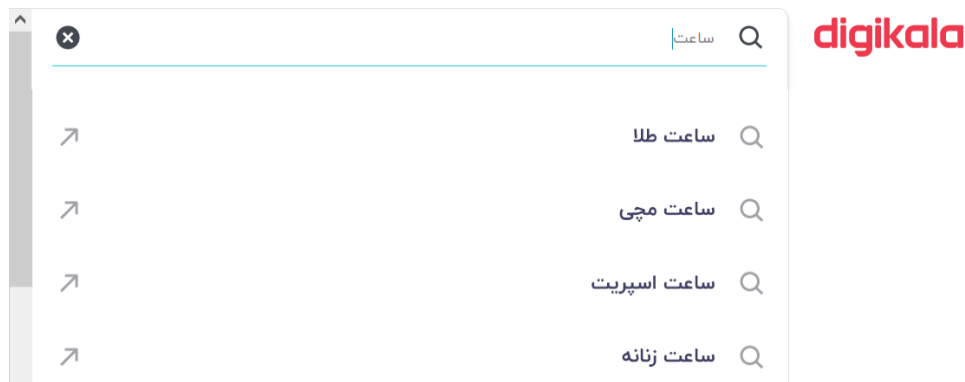 digikala
ساعت
ساعت طلا
ساعت مچی
ساعت اسپریت
ساعت زنانه